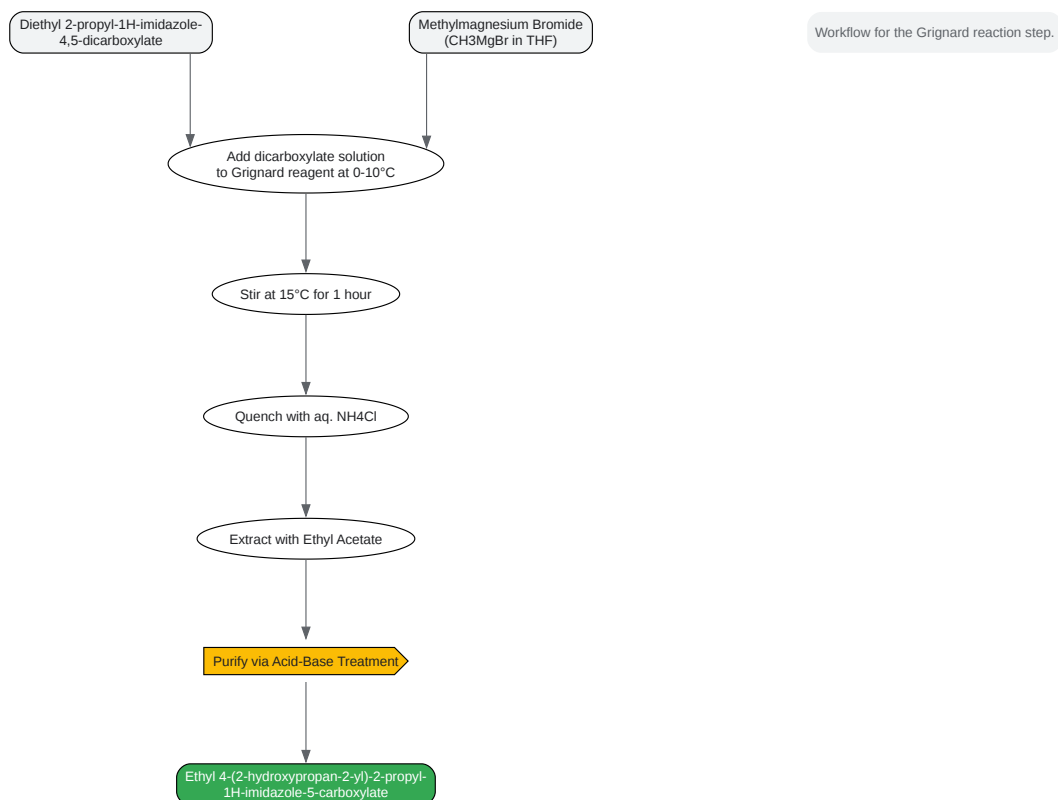 Diethyl 2-propyl-1H-imidazole-
4,5-dicarboxylate
Methylmagnesium Bromide
(CH3MgBr in THF)
Workflow for the Grignard reaction step.
Add dicarboxylate solution
to Grignard reagent at 0-10°C
Stir at 15°C for 1 hour
Quench with aq. NH4Cl
Extract with Ethyl Acetate
Purify via Acid-Base Treatment
Ethyl 4-(2-hydroxypropan-2-yl)-2-propyl-
1H-imidazole-5-carboxylate